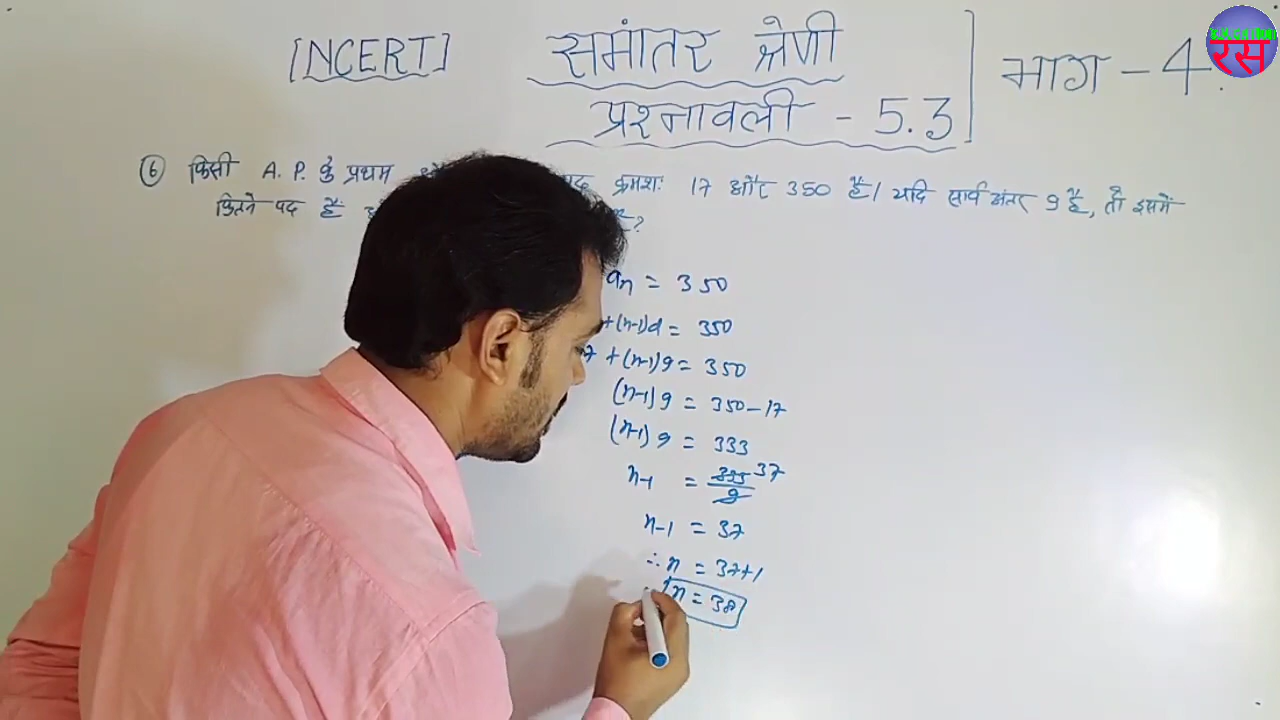 [NCERT] समांतर श्रेणी भाग - 4
प्रश्नावली - 5.3
⑥ किसी A. P. के प्रथम क्रमशः 17 और 350 हैं। यदि सार्व अंतर 9 है, तो इसमें
कितने पद हैं ?
an = 350
+(n-1)d = 350
7 +(n-1)9 = 350
(n-1) 9 = 350-17
(n-1) 9 = 333
n-1 = 333/9 37
n-1 = 37
∴ n = 37+1
n = 38
रस